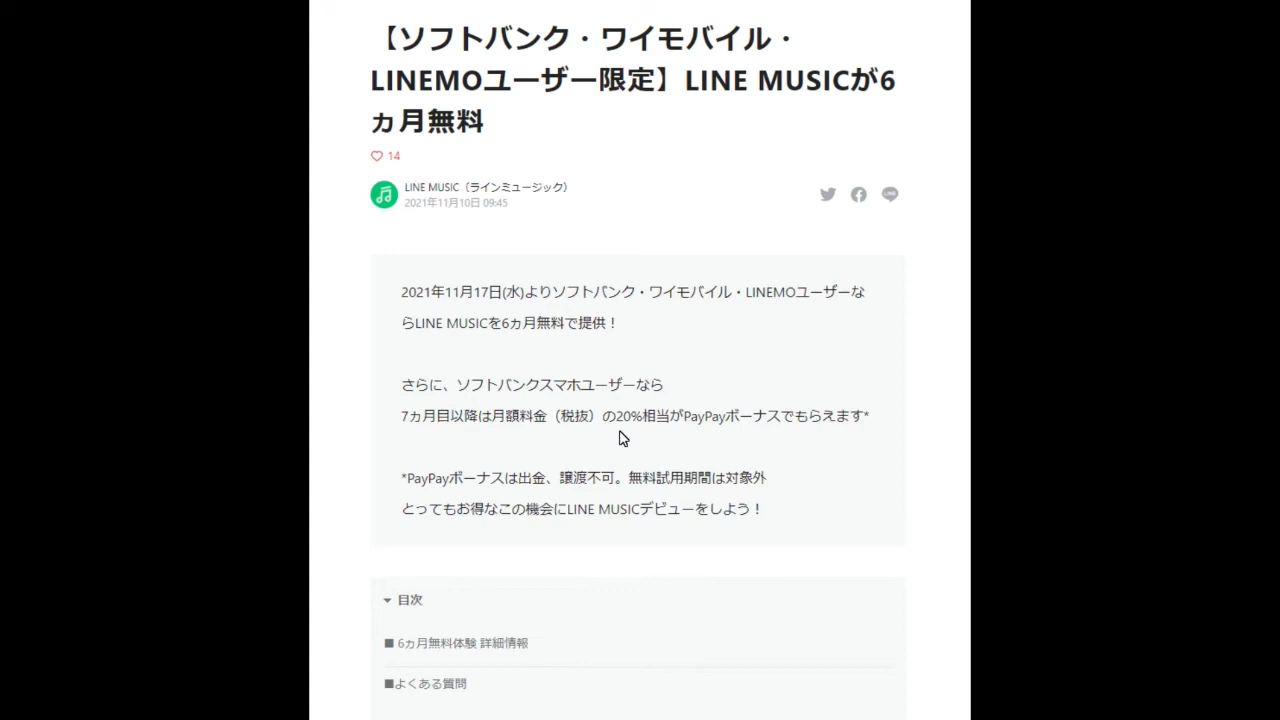 【ソフトバンク・ワイモバイル・
LINEMOユーザー限定】LINE MUSICが6
ヵ月無料
14
LINE MUSIC（ラインミュージック）
2021年11月10日 09:45
2021年11月17日(水)よりソフトバンク・ワイモバイル・LINEMOユーザーな
らLINE MUSICを6ヵ月無料で提供！
さらに、ソフトバンクスマホユーザーなら
7ヵ月目以降は月額料金（税抜）の20%相当がPayPayボーナスでもらえます*
*PayPayボーナスは出金、譲渡不可。無料試用期間は対象外
とってもお得なこの機会にLINE MUSICデビューをしよう！
目次
■ 6ヵ月無料体験 詳細情報
■よくある質問